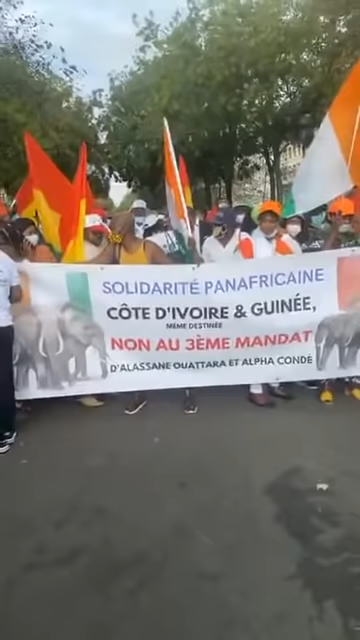 SOLIDARITÉ PANAFRICAINE
CÔTE D'IVOIRE & GUINÉE,
MÊME DESTINÉE
NON AU 3ÈME MANDAT
D'ALASSANE OUATTARA ET ALPHA CONDÉ